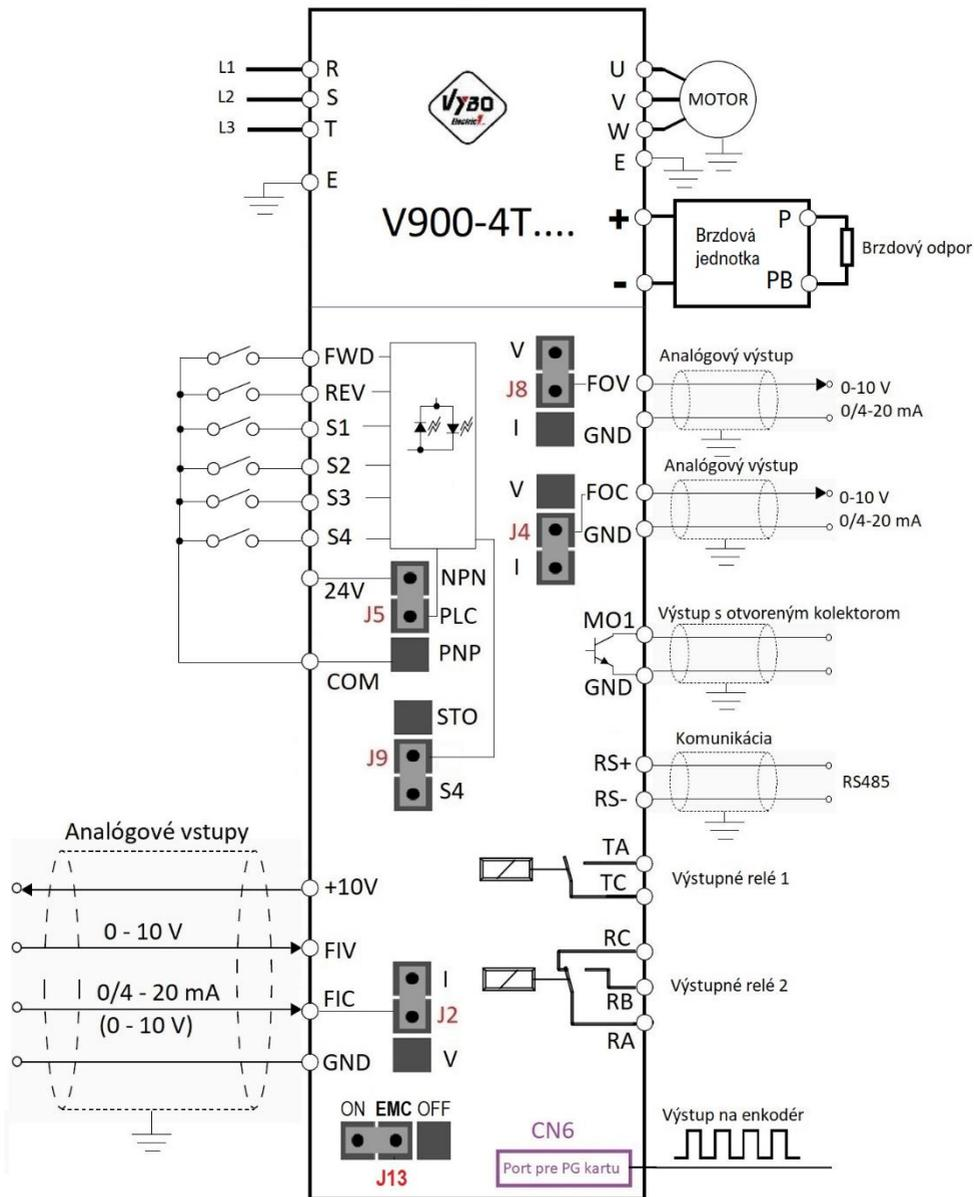 L1
R
L2
S
L3
T
E
VYBO
Electric
U
V
W
E
MOTOR
V900-4T....
+
-
Brzdová
jednotka
P
PB
Brzdový odpor
FWD
REV
S1
S2
S3
S4
24V
COM
NPN
J5
PLC
PNP
STO
J9
S4
V
J8
I
FOV
GND
Analógový výstup
0-10 V
0/4-20 mA
V
J4
I
FOC
GND
Analógový výstup
0-10 V
0/4-20 mA
MO1
GND
Výstup s otvoreným kolektorom
Komunikácia
RS+
RS-
RS485
TA
TC
Výstupné relé 1
RC
RB
RA
Výstupné relé 2
Analógové vstupy
+10V
0 - 10 V
FIV
0/4 - 20 mA
(0 - 10 V)
FIC
GND
I
J2
V
ON EMC OFF
J13
CN6
Port pre PG kartu
Výstup na enkodér